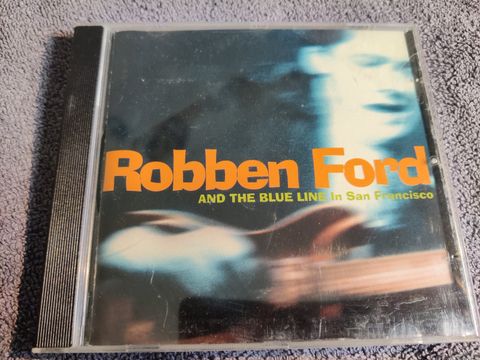 Robben Ford
AND THE BLUE LINE In San Francisco